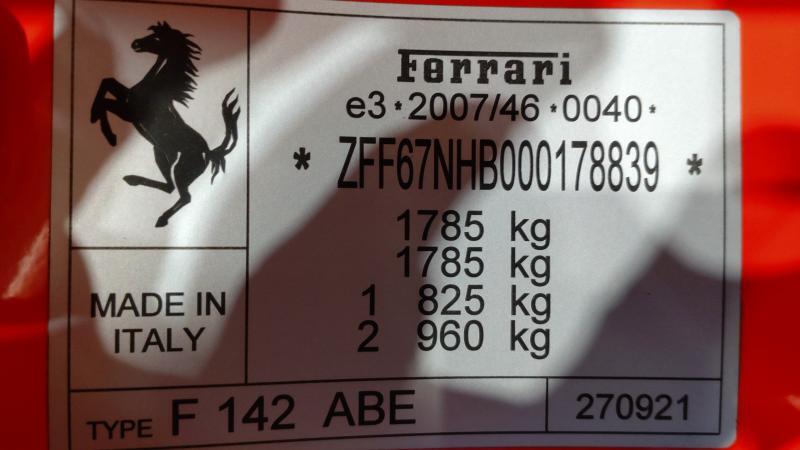 Ferrari
e3*2007/46*0040*
* ZFF67NHB000178839 *
1785 kg
1785 kg
1 825 kg
2 960 kg
MADE IN
ITALY
TYPE F 142 ABE
270921